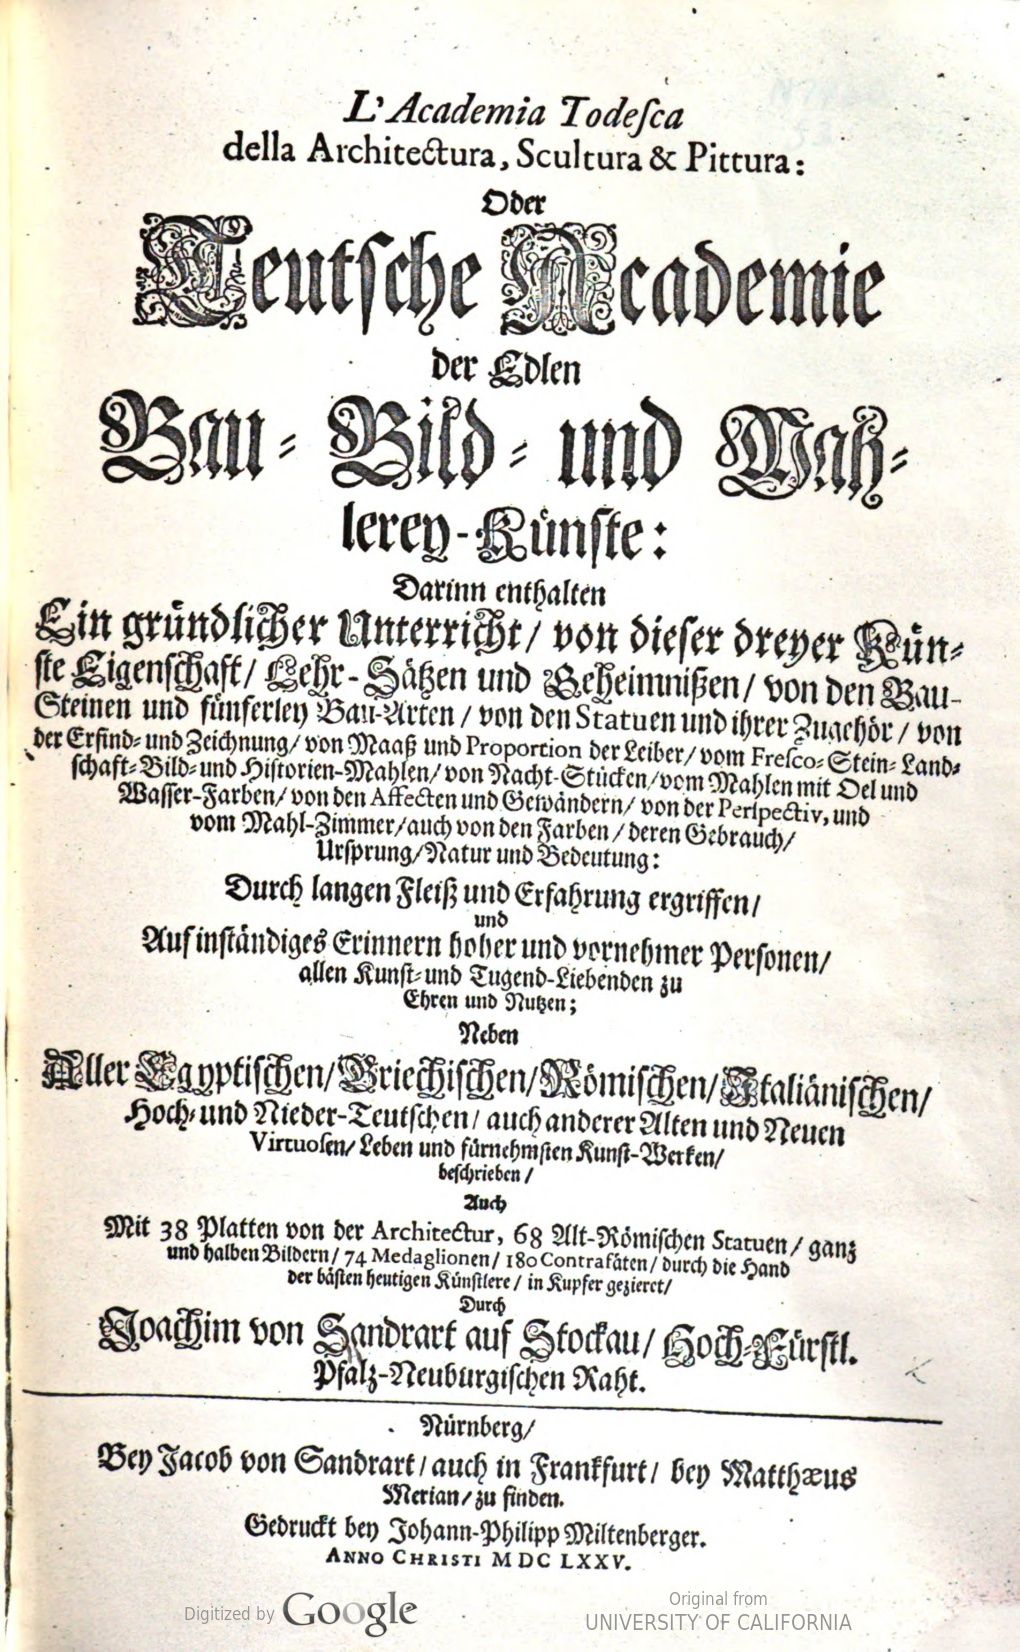 L' Academia Todesca
della Architectura, Scultura & Pittura:
Oder
Teutsche Academie
der Edlen
Bau- Bild- und Mah-
lerey-Künste:
Darinn enthalten
Ein gründlicher Unterricht/ von dieser dreyer Kün-
ste Eigenschaft/ Lehr-Sätzen und Geheimnißen/ von den Bau-
Steinen und fünferley Bau-Arten/ von den Statuen und ihrer Zugehör/ von
der Erfind- und Zeichnung/ von Maaß und Proportion der Leiber/ vom Fresco- Stein- Land-
schaft- Bild- und Historien-Mahlen/ von Nacht-Stücken/ vom Mahlen mit Oel und
Wasser-Farben/ von den Affecten und Gewändern/ von der Perspectiv, und
vom Mahl-Zimmer/ auch von den Farben/ deren Gebrauch/
Ursprung/ Natur und Bedeutung:
Durch langen Fleiß und Erfahrung ergriffen/
und
Auf inständiges Erinnern hoher und vornehmer Personen/
allen Kunst- und Tugend-Liebenden zu
Ehren und Nutzen;
Neben
Aller Egyptischen/ Griechischen/ Römischen/ Italiänischen/
Hoch- und Nieder-Teutschen/ auch anderer Alten und Neuen
Virtuosen/ Leben und fürnehmsten Kunst-Werken/
beschrieben/
Auch
Mit 38 Platten von der Architectur, 68 Alt-Römischen Statuen/ ganz
und halben Bildern/ 74 Medaglionen/ 180 Contrafäten/ durch die Hand
der bästen heutigen Künstlere/ in Kupfer gezieret/
Durch
Joachim von Sandrart auf Stockau/ Hoch-Fürstl.
Pfalz-Neuburgischen Raht.
Nürnberg/
Bey Jacob von Sandrart/ auch in Frankfurt/ bey Matthæus
Merian/ zu finden.
Gedruckt bey Johann-Philipp Miltenberger.
ANNO CHRISTI M DC LXXV.
Digitized by Google
Original from
UNIVERSITY OF CALIFORNIA